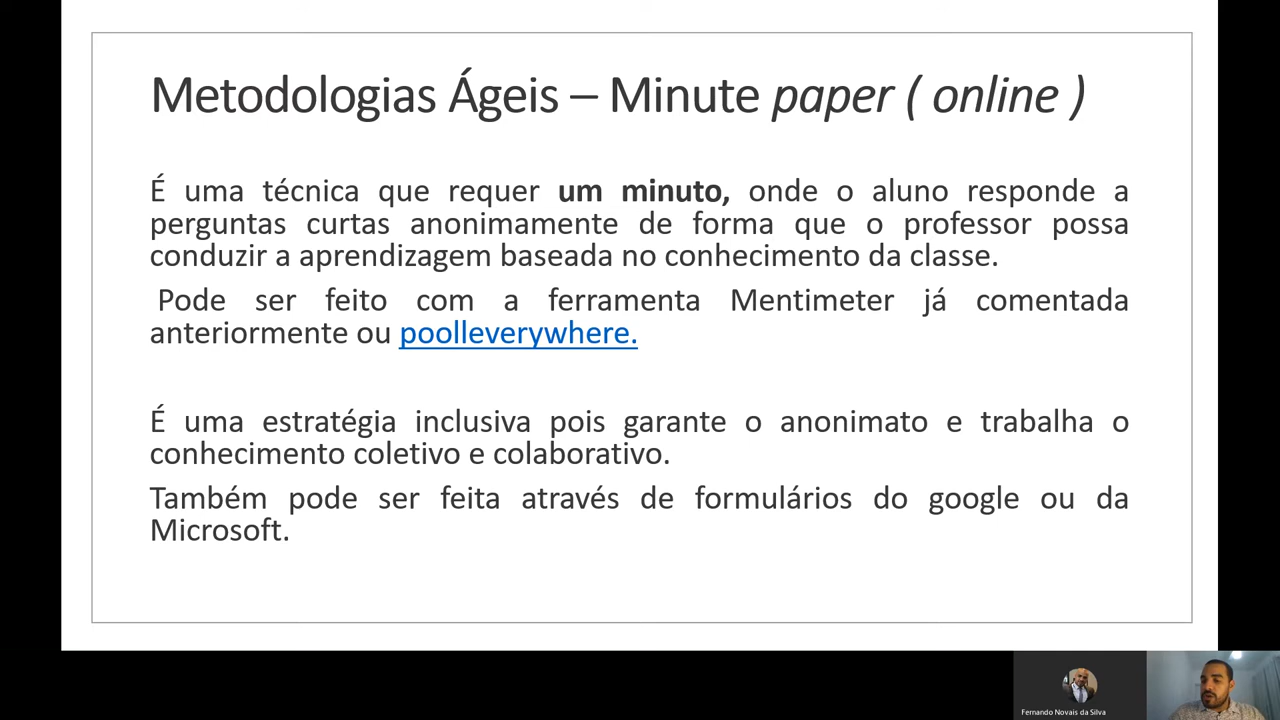 Metodologias Ágeis – Minute paper ( online )
É uma técnica que requer um minuto, onde o aluno responde a
perguntas curtas anonimamente de forma que o professor possa
conduzir a aprendizagem baseada no conhecimento da classe.
Pode ser feito com a ferramenta Mentimeter já comentada
anteriormente ou poolleverywhere.
É uma estratégia inclusiva pois garante o anonimato e trabalha o
conhecimento coletivo e colaborativo.
Também pode ser feita através de formulários do google ou da
Microsoft.
Fernando Novais da Silva